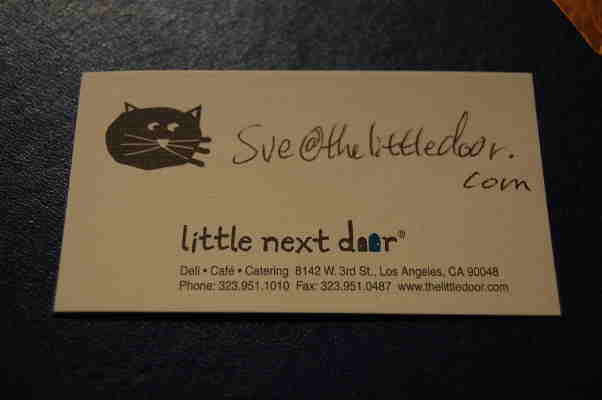 Sue@thelittledoor.
com
little next door®
Deli • Café • Catering 8142 W. 3rd St., Los Angeles, CA 90048
Phone: 323.951.1010 Fax: 323.951.0487 www.thelittledoor.com